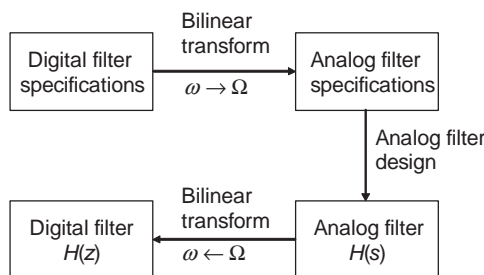 Digital filter
specifications
Bilinear
transform
ω → Ω
Analog filter
specifications
Analog filter
design
Digital filter
H(z)
Bilinear
transform
ω ← Ω
Analog filter
H(s)